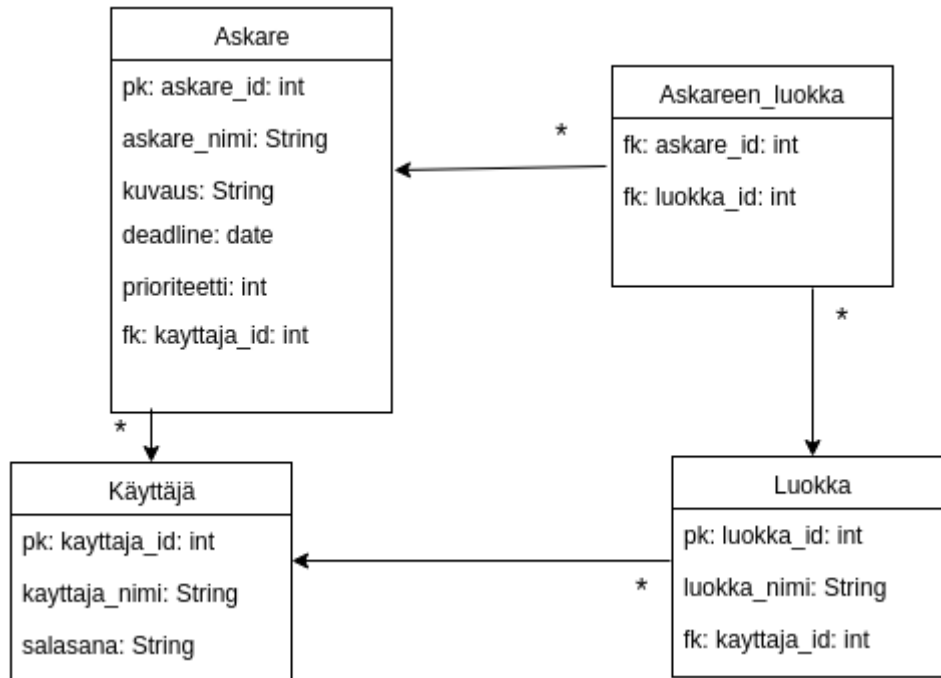 Askare
pk: askare_id: int
askare_nimi: String
kuvaus: String
deadline: date
prioriteetti: int
fk: kayttaja_id: int
*
Askareen_luokka
fk: askare_id: int
fk: luokka_id: int
*
*
Käyttäjä
pk: kayttaja_id: int
kayttaja_nimi: String
salasana: String
*
Luokka
pk: luokka_id: int
luokka_nimi: String
fk: kayttaja_id: int